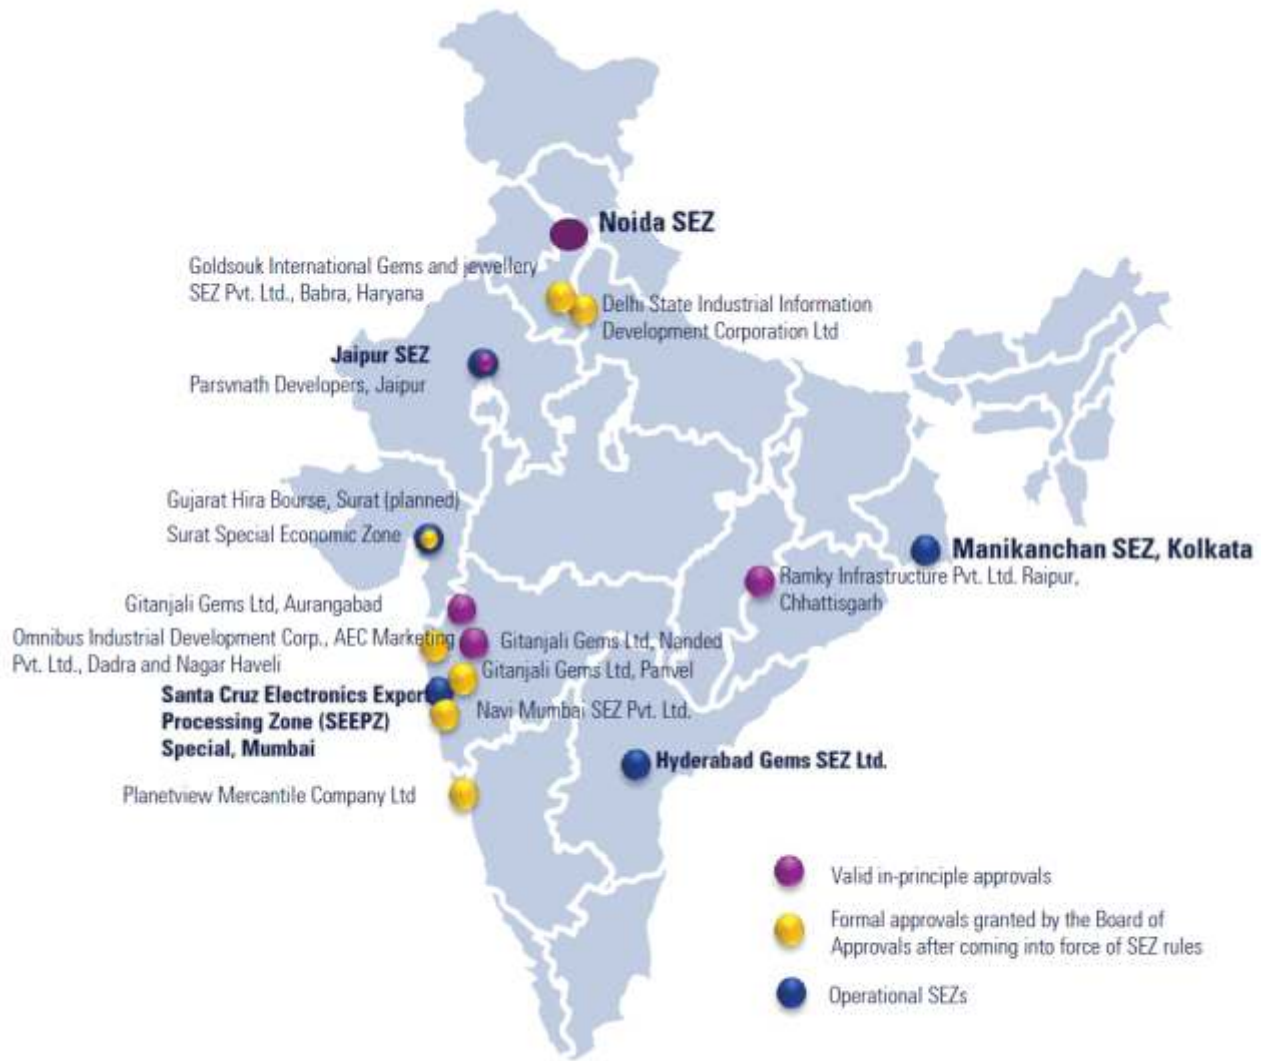 Noida SEZ
Goldsouk International Gems and jewellery
SEZ Pvt. Ltd., Babra, Haryana
Delhi State Industrial Information
Development Corporation Ltd
Jaipur SEZ
Parsvnath Developers, Jaipur
Gujarat Hira Bourse, Surat (planned)
Surat Special Economic Zone
Manikanchan SEZ, Kolkata
Ramky Infrastructure Pvt. Ltd. Raipur,
Chhattisgarh
Gitanjali Gems Ltd, Aurangabad
Omnibus Industrial Development Corp., AEC Marketing
Pvt. Ltd., Dadra and Nagar Haveli
Gitanjali Gems Ltd, Nanded
Gitanjali Gems Ltd, Panvel
Santa Cruz Electronics Export
Processing Zone (SEEPZ)
Special, Mumbai
Navi Mumbai SEZ Pvt. Ltd.
Hyderabad Gems SEZ Ltd.
Planetview Mercantile Company Ltd
Valid in-principle approvals
Formal approvals granted by the Board of
Approvals after coming into force of SEZ rules
Operational SEZs